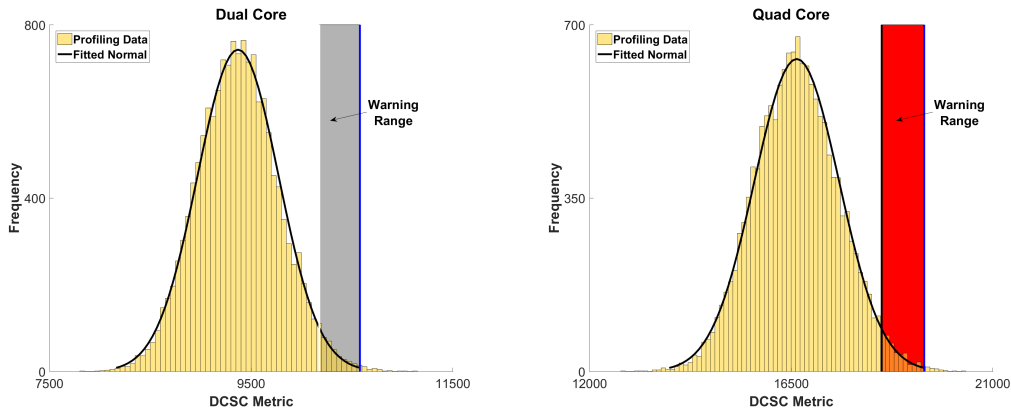 Dual Core
800
400
0
Frequency
Profiling Data
Fitted Normal
Warning
Range
7500
9500
11500
DCSC Metric
Quad Core
700
350
0
Frequency
Profiling Data
Fitted Normal
Warning
Range
12000
16500
21000
DCSC Metric